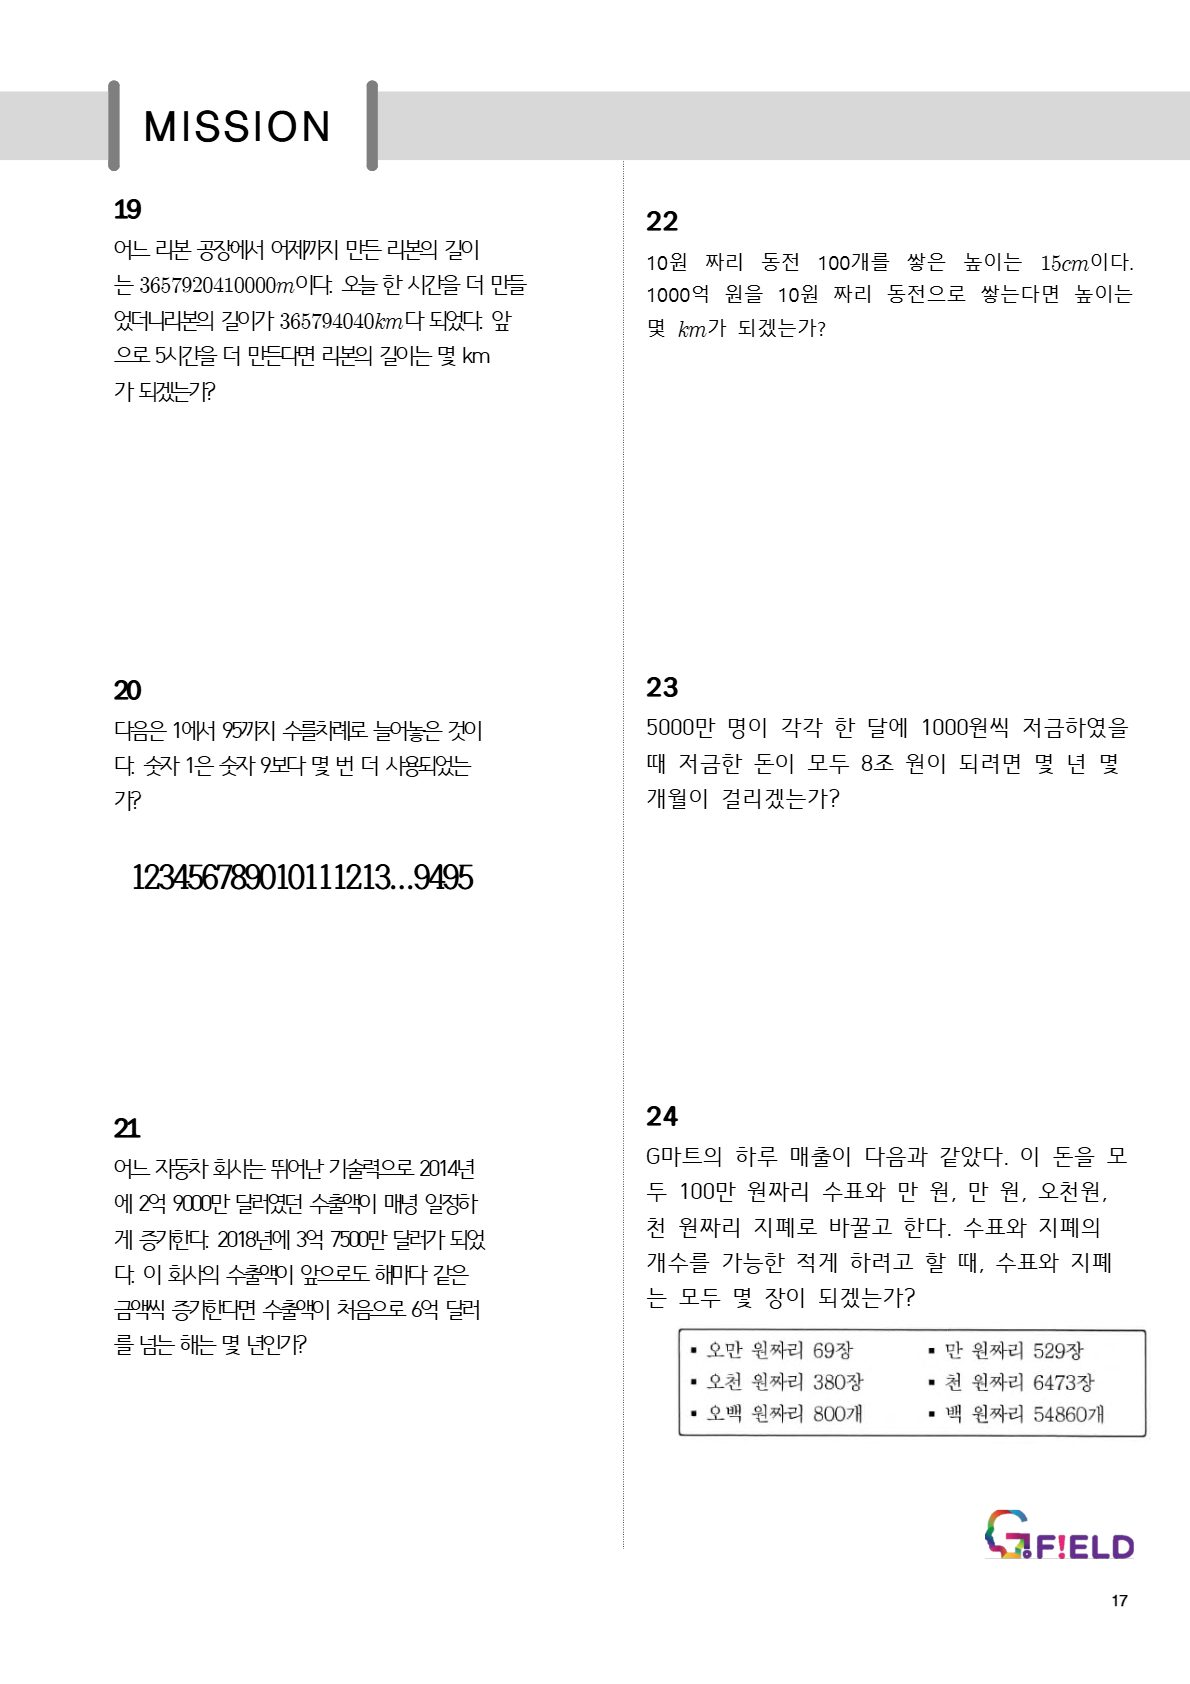 MISSION
19
어느 리본 공장에서 어제까지 만든 리본의 길이
는 3657920410000m이다. 오늘 한 시간을 더 만들
었더니리본의 길이가 365794040km다 되었다. 앞
으로 5시간을 더 만든다면 리본의 길이는 몇 km
가 되겠는가?
20
다음은 1에서 95까지 수를차례로 늘어놓은 것이
다. 숫자 1은 숫자 9보다 몇 번 더 사용되었는
가?
123456789010111213...9495
21
어느 자동차 회사는 뛰어난 기술력으로 2014년
에 2억 9000만 달러였던 수출액이 매녕 일정하
게 증가한다. 2018년에 3억 7500만 달러가 되었
다. 이 회사의 수출액이 앞으로도 해마다 같은
금액씩 증가한다면 수출액이 처음으로 6억 달러
를 넘는 해는 몇 년인가?
22
10원 짜리 동전 100개를 쌓은 높이는 15cm이다.
1000억 원을 10원 짜리 동전으로 쌓는다면 높이는
몇 km가 되겠는가?
23
5000만 명이 각각 한 달에 1000원씩 저금하였을
때 저금한 돈이 모두 8조 원이 되려면 몇 년 몇
개월이 걸리겠는가?
24
G마트의 하루 매출이 다음과 같았다. 이 돈을 모
두 100만 원짜리 수표와 만 원, 만 원, 오천원,
천 원짜리 지폐로 바꿀고 한다. 수표와 지폐의
개수를 가능한 적게 하려고 할 때, 수표와 지폐
는 모두 몇 장이 되겠는가?
▪ 오만 원짜리 69장 ▪ 만 원짜리 529장
▪ 오천 원짜리 380장 ▪ 천 원짜리 6473장
▪ 오백 원짜리 800개 ▪ 백 원짜리 54860개
G.F!ELD
17